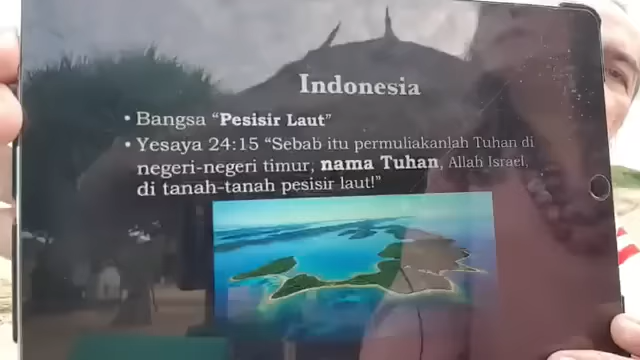 Indonesia
• Bangsa “Pesisir Laut”
• Yesaya 24:15 “Sebab itu permuliakanlah Tuhan di
negeri-negeri timur, nama Tuhan, Allah Israel,
di tanah-tanah pesisir laut!”